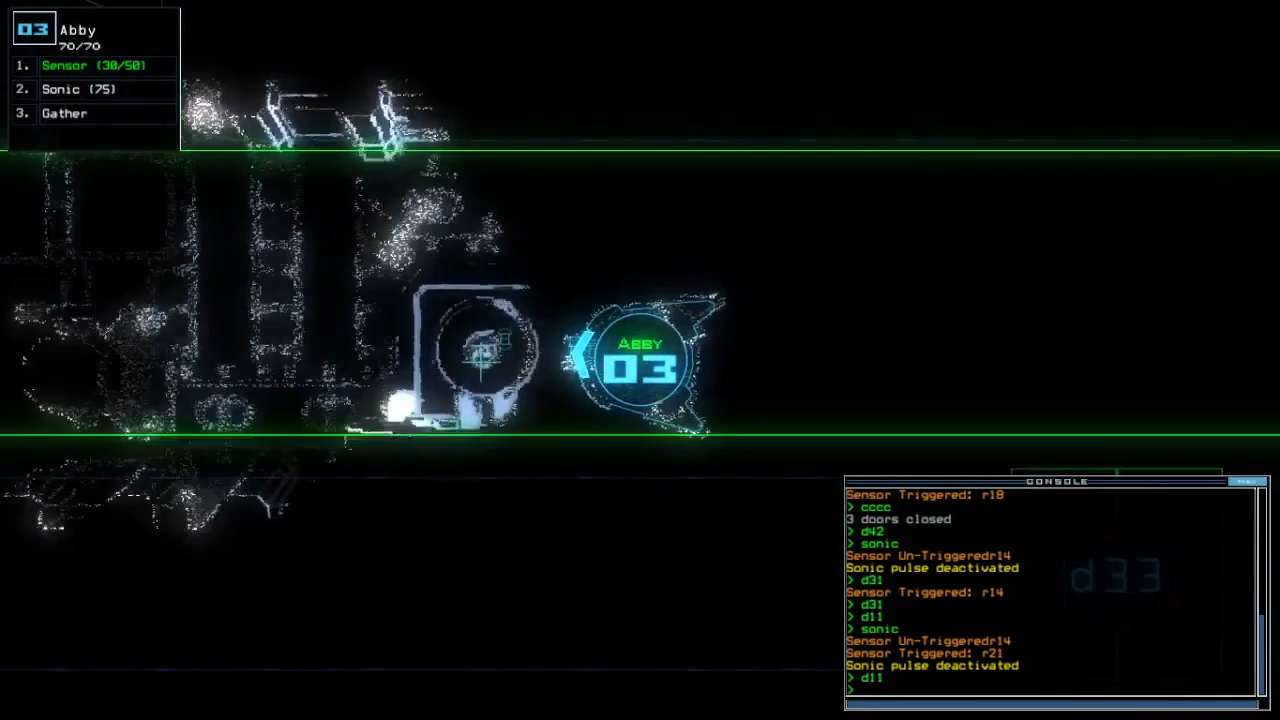 03 Abby
70/70
1. Sensor (30/50)
2. Sonic (75)
3. Gather
Abby
03
CONSOLE
Sensor Triggered: r18
> cccc
3 doors closed
> d42
> sonic
Sensor Un-Triggeredr14
Sonic pulse deactivated
> d31
Sensor Triggered: r14
> d31
> d11
> sonic
Sensor Un-Triggeredr14
Sensor Triggered: r21
Sonic pulse deactivated
> d11
>
d33